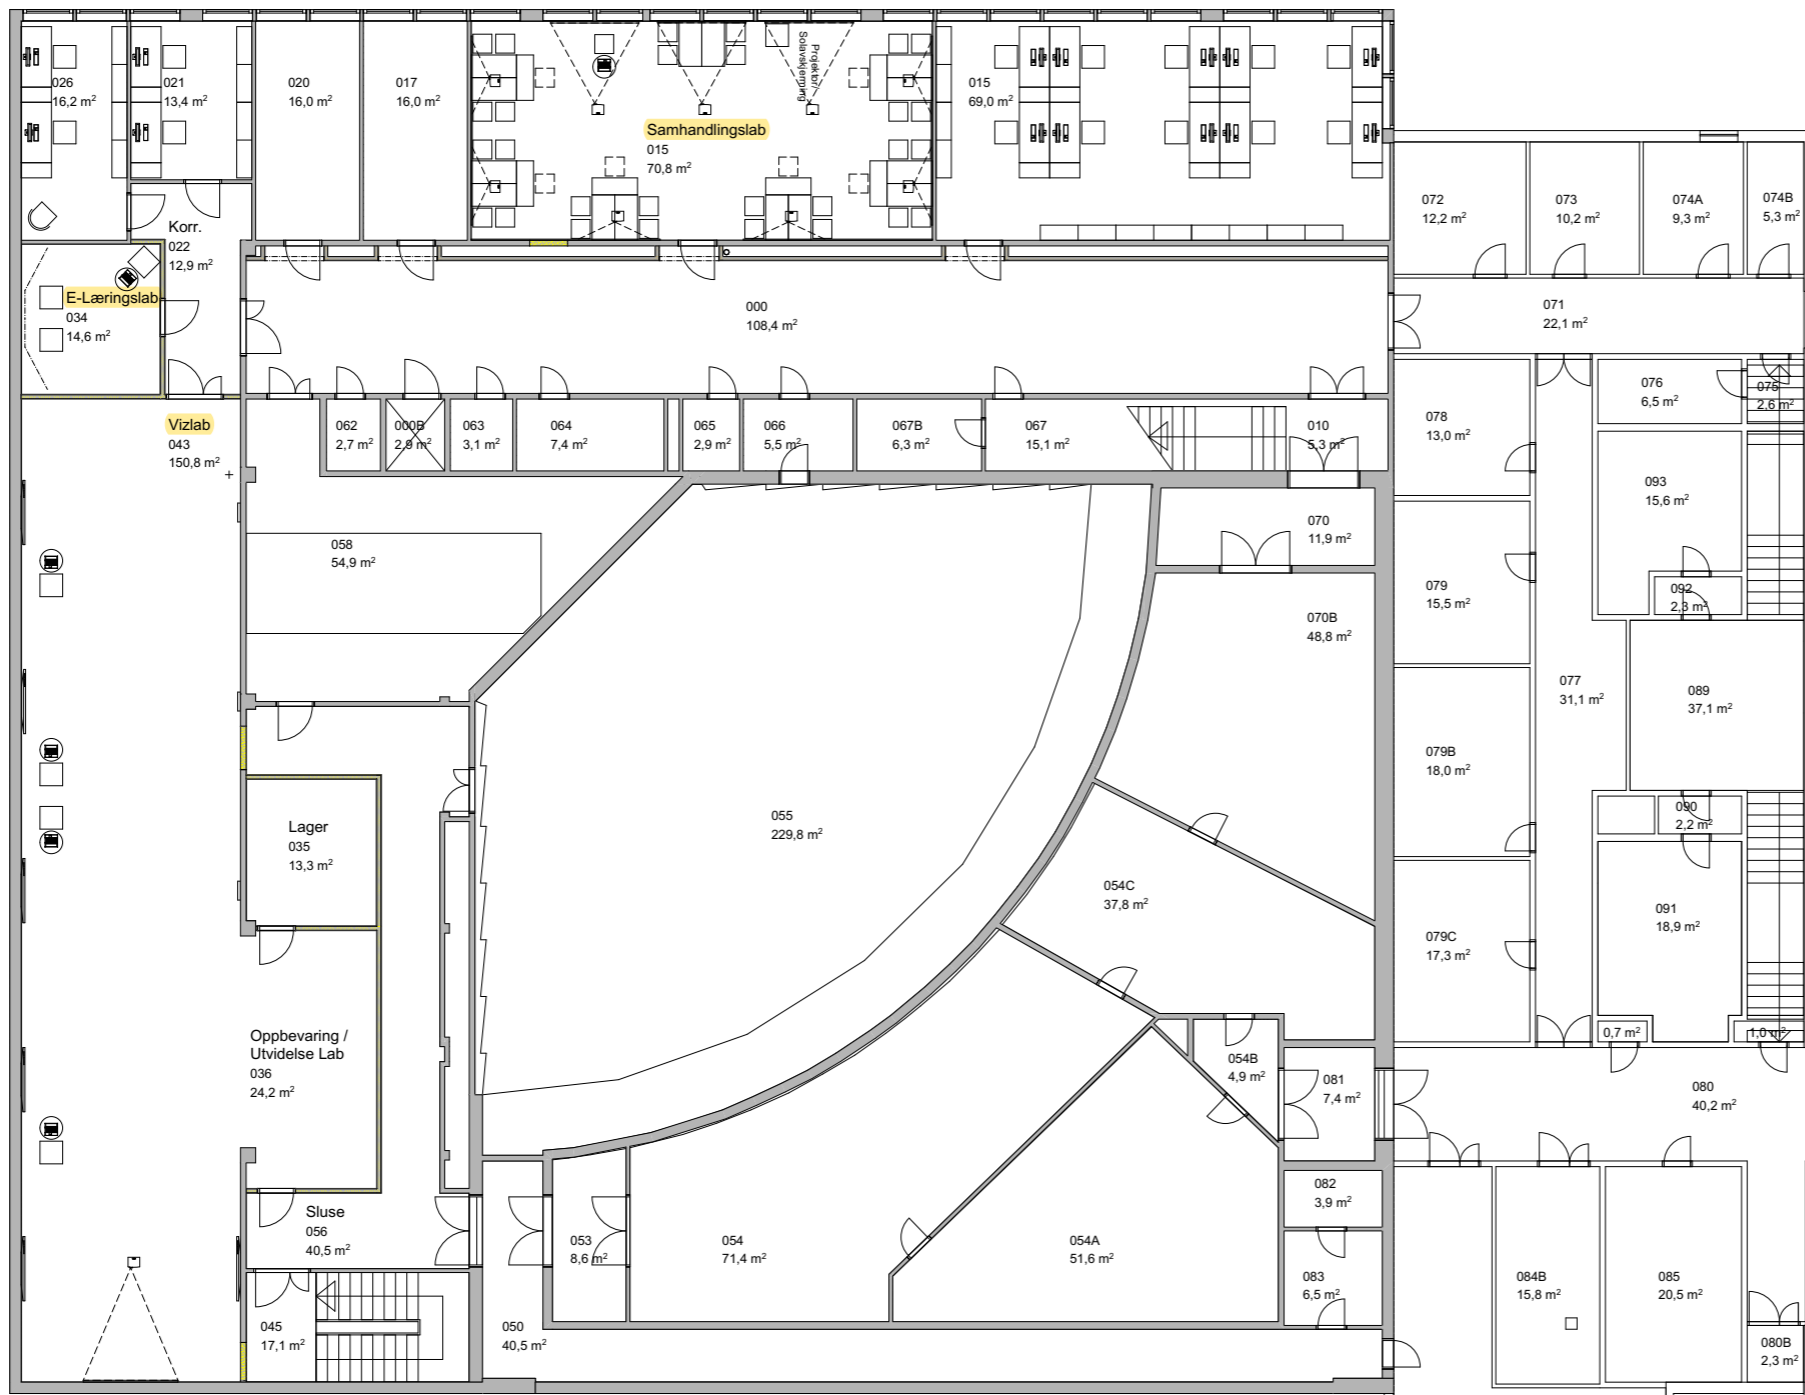 026
16,2 m²
021
13,4 m²
020
16,0 m²
017
16,0 m²
Projektor/
Solavskjerming
Samhandlingslab
015
70,8 m²
015
69,0 m²
072
12,2 m²
073
10,2 m²
074A
9,3 m²
074B
5,3 m²
Korr.
022
12,9 m²
E-Læringslab
034
14,6 m²
000
108,4 m²
071
22,1 m²
Vizlab
043
150,8 m²
062
2,7 m²
000B
2,9 m²
063
3,1 m²
064
7,4 m²
065
2,9 m²
066
5,5 m²
067B
6,3 m²
067
15,1 m²
010
5,3 m²
078
13,0 m²
076
6,5 m²
075
2,6 m²
093
15,6 m²
058
54,9 m²
070
11,9 m²
079
15,5 m²
092
2,3 m²
070B
48,8 m²
077
31,1 m²
089
37,1 m²
079B
18,0 m²
090
2,2 m²
Lager
035
13,3 m²
055
229,8 m²
054C
37,8 m²
079C
17,3 m²
091
18,9 m²
0,7 m²
1,0 m²
Oppbevaring /
Utvidelse Lab
036
24,2 m²
054B
4,9 m²
081
7,4 m²
080
40,2 m²
Sluse
056
40,5 m²
053
8,6 m²
054
71,4 m²
054A
51,6 m²
082
3,9 m²
083
6,5 m²
084B
15,8 m²
085
20,5 m²
045
17,1 m²
050
40,5 m²
080B
2,3 m²